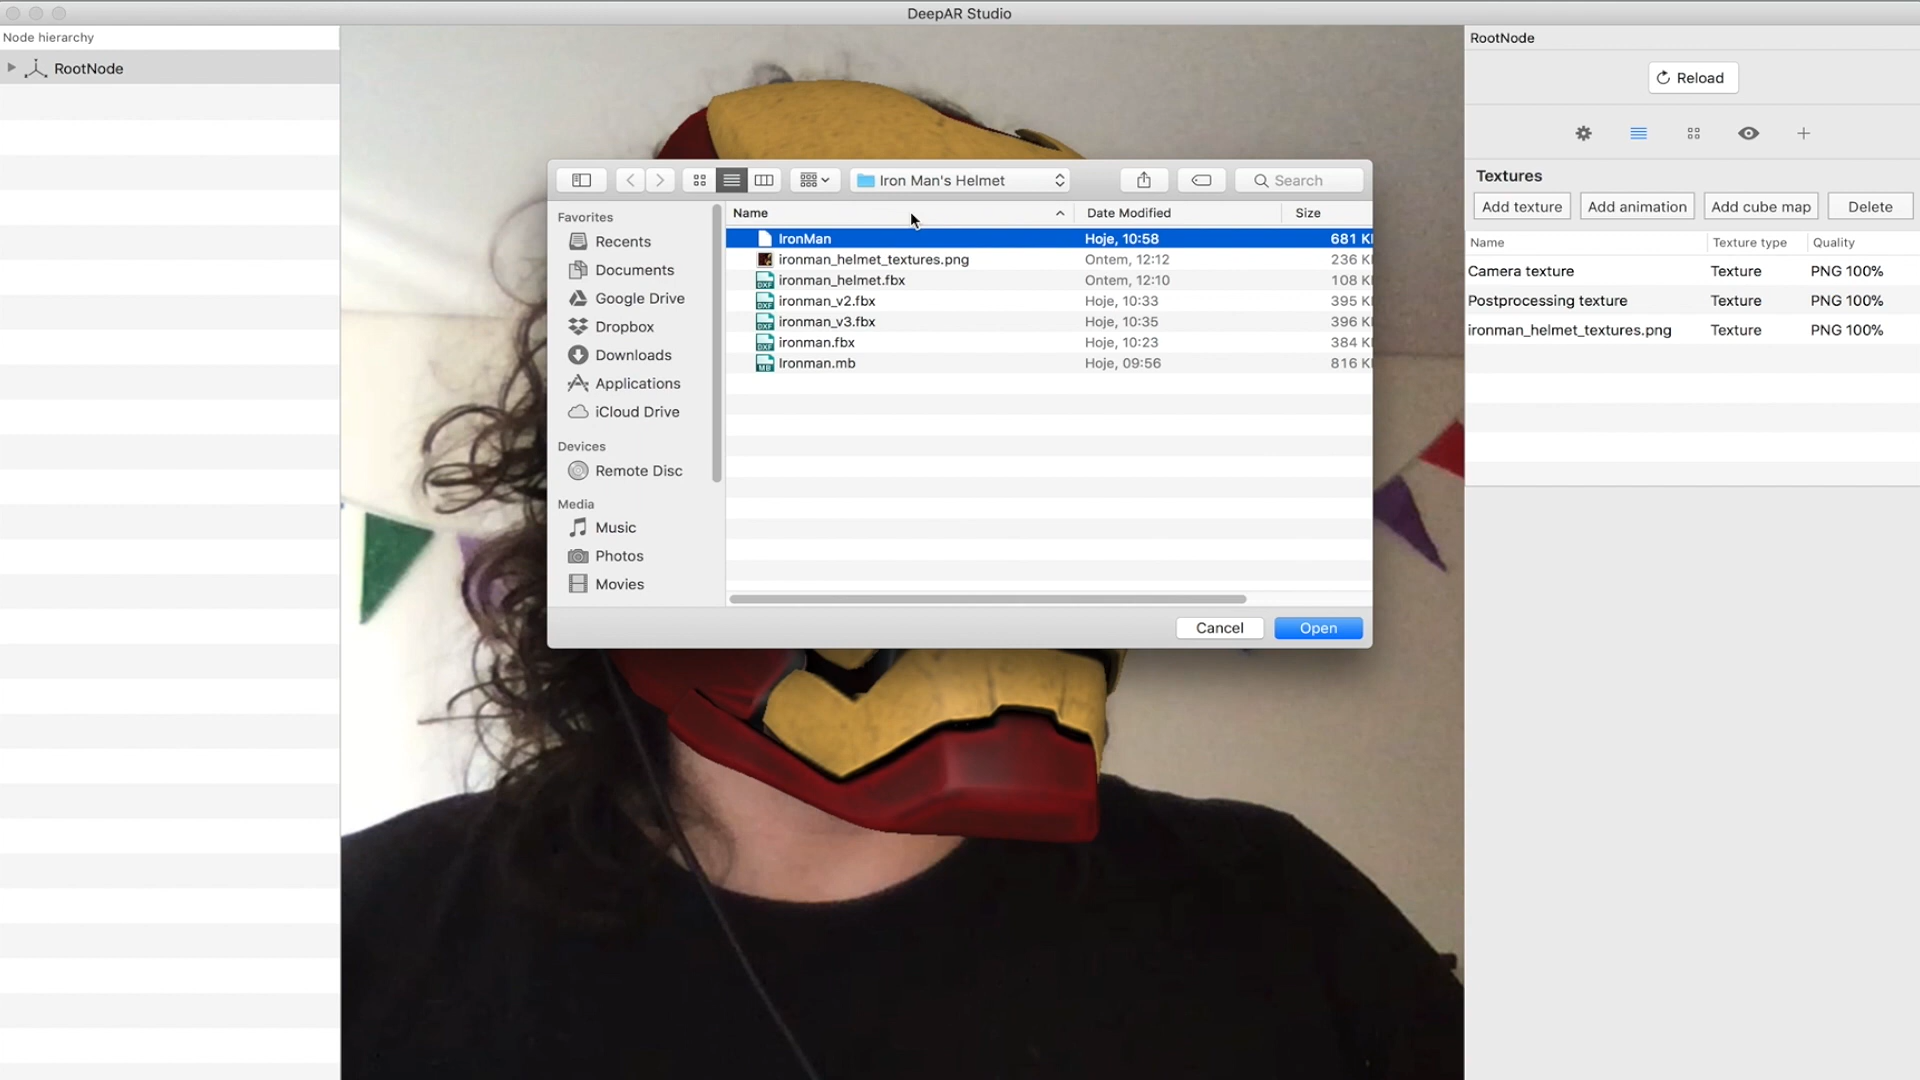 DeepAR Studio
Node hierarchy
RootNode
RootNode
Reload
Textures
Add texture
Add animation
Add cube map
Delete
Name
Texture type
Quality
Camera texture
Texture
PNG 100%
Postprocessing texture
Texture
PNG 100%
ironman_helmet_textures.png
Texture
PNG 100%
Iron Man's Helmet
Search
Favorites
Recents
Documents
Google Drive
Dropbox
Downloads
Applications
iCloud Drive
Devices
Remote Disc
Media
Music
Photos
Movies
Name
Date Modified
Size
IronMan
Hoje, 10:58
681 K
ironman_helmet_textures.png
Ontem, 12:12
236 K
ironman_helmet.fbx
Ontem, 12:10
108 K
ironman_v2.fbx
Hoje, 10:33
395 K
ironman_v3.fbx
Hoje, 10:35
396 K
ironman.fbx
Hoje, 10:23
384 K
Ironman.mb
Hoje, 09:56
816 K
Cancel
Open